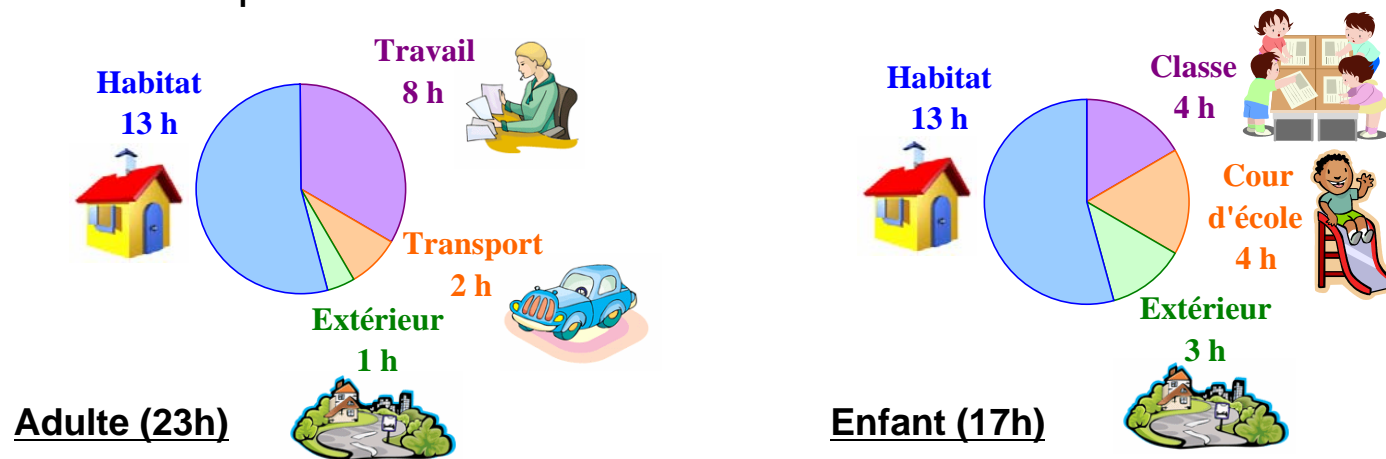 Travail
8 h
Habitat
13 h
Transport
2 h
Extérieur
1 h
Adulte (23h)
Classe
4 h
Habitat
13 h
Cour
d'école
4 h
Extérieur
3 h
Enfant (17h)